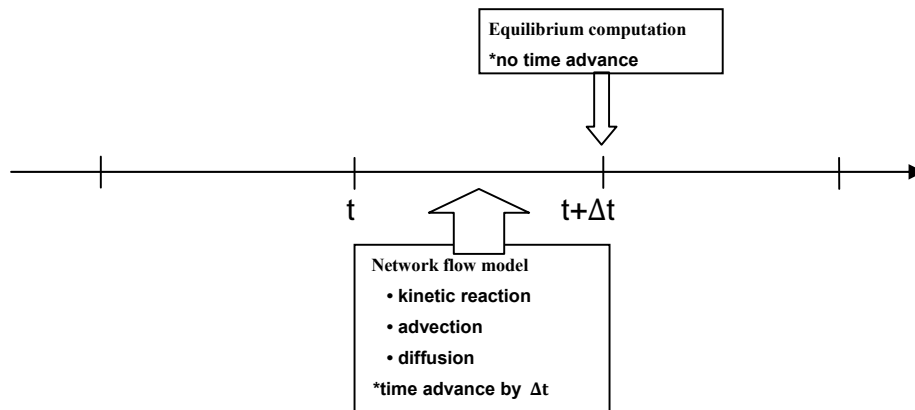 Equilibrium computation
*no time advance
t
t+Δt
Network flow model
• kinetic reaction
• advection
• diffusion
*time advance by Δt